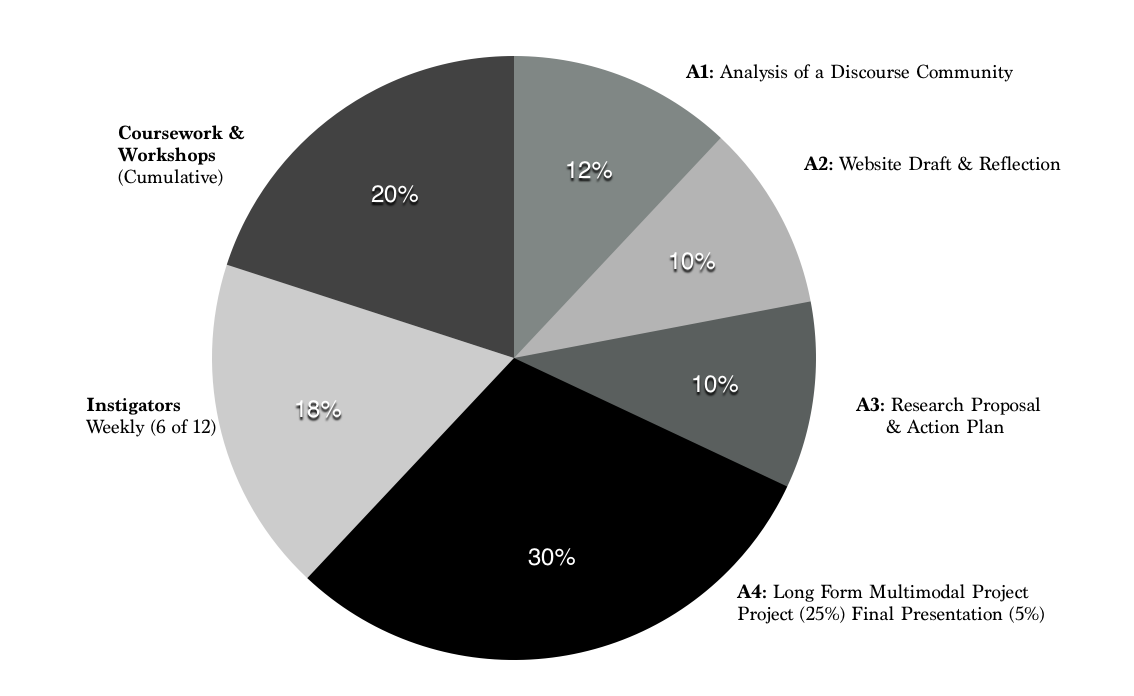 A1: Analysis of a Discourse Community
12%
A2: Website Draft & Reflection
10%
A3: Research Proposal
& Action Plan
10%
A4: Long Form Multimodal Project
Project (25%) Final Presentation (5%)
30%
Instigators
Weekly (6 of 12)
18%
Coursework &
Workshops
(Cumulative)
20%